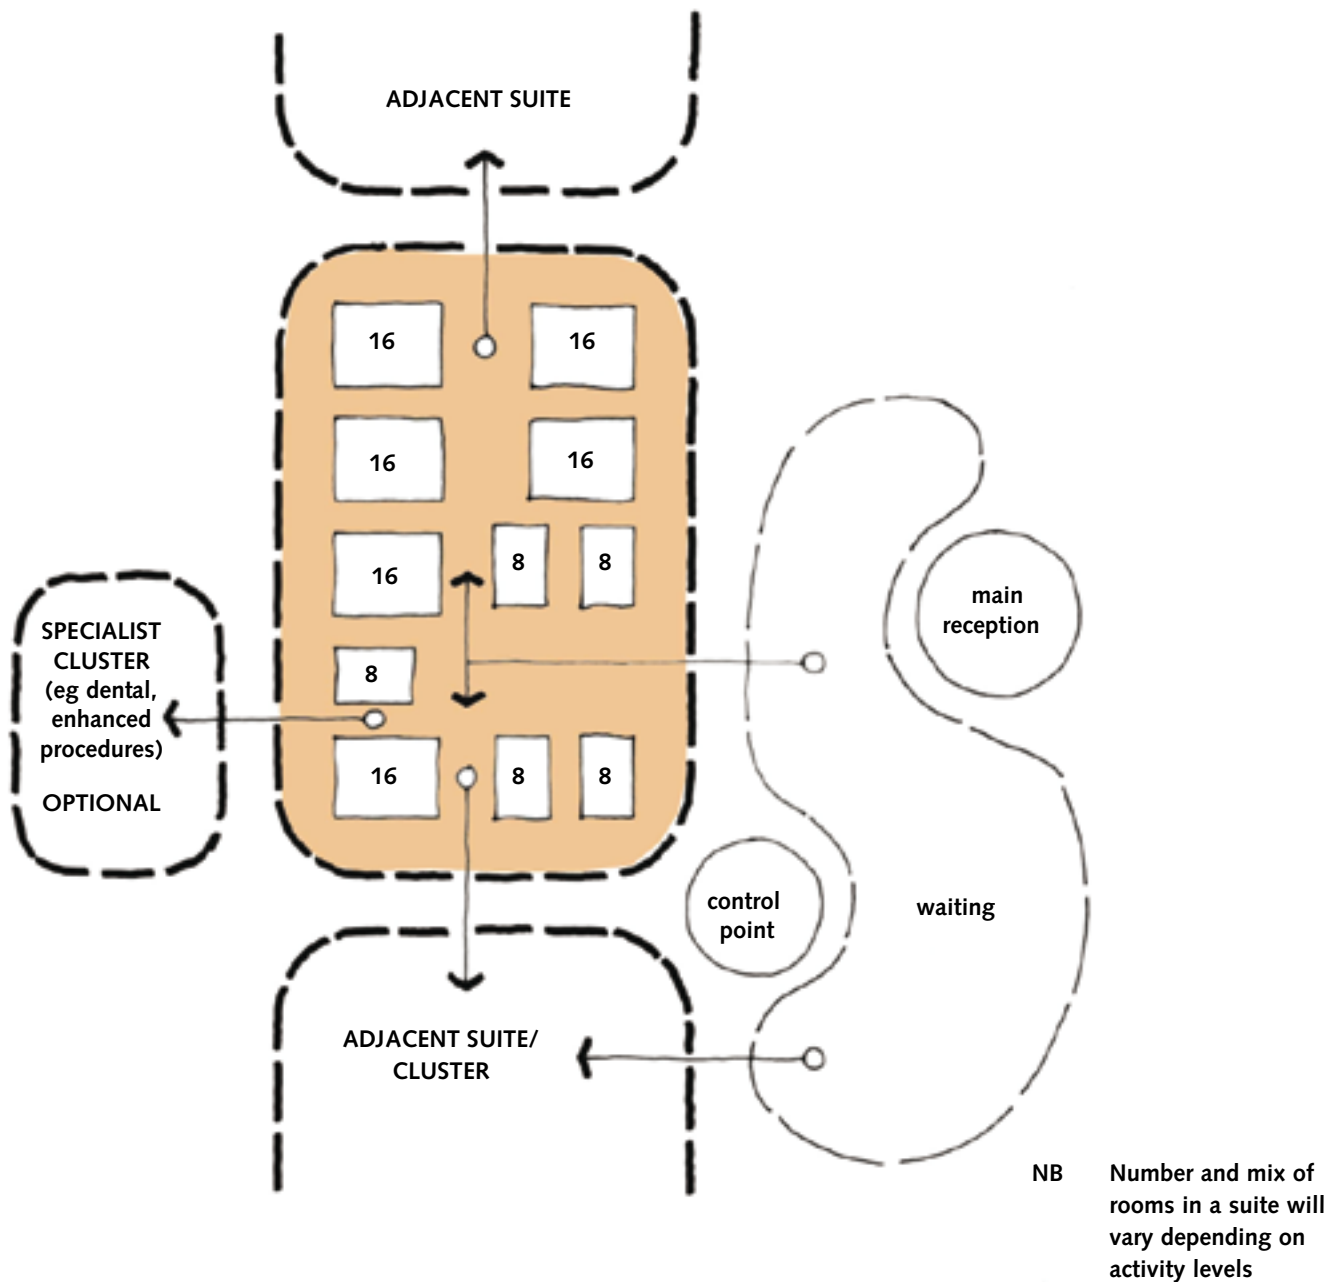 ADJACENT SUITE
16
16
16
16
16
8
8
8
16
8
8
SPECIALIST
CLUSTER
(eg dental,
enhanced
procedures)
OPTIONAL
main
reception
control
point
waiting
ADJACENT SUITE/
CLUSTER
NB Number and mix of
rooms in a suite will
vary depending on
activity levels